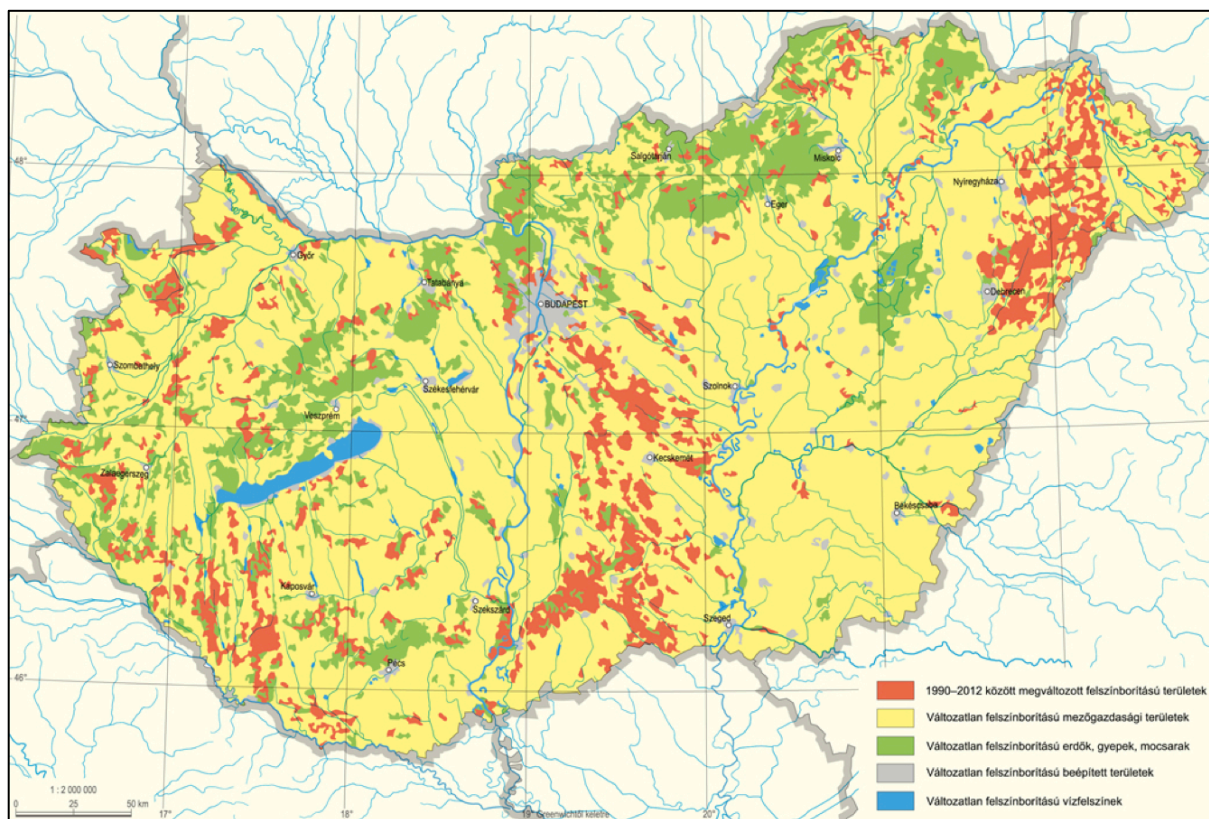 48°
Salgótarján
Miskolc
Nyíregyháza
Eger
Győr
Tatabánya
BUDAPEST
Debrecen
Szombathely
Székesfehérvár
Szolnok
47°
Veszprém
Kecskemét
Zalaegerszeg
Békéscsaba
Kaposvár
Szekszárd
Szeged
46°
Pécs
1990–2012 között megváltozott felszínborítású területek
Változatlan felszínborítású mezőgazdasági területek
Változatlan felszínborítású erdők, gyepek, mocsarak
Változatlan felszínborítású beépített területek
Változatlan felszínborítású vízfelszínek
1 : 2 000 000
0 25 50 km
17° 18° 19° Greenwichtől keletre 20°